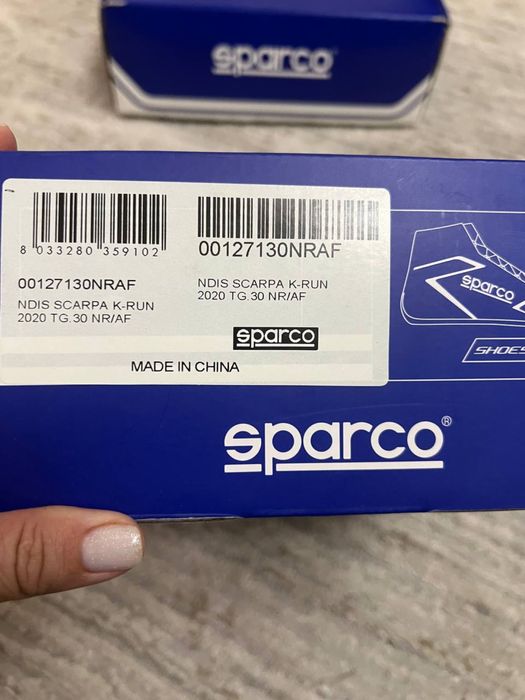 sparco
8 033280 359102
00127130NRAF
00127130NRAF
NDIS SCARPA K-RUN
2020 TG.30 NR/AF
NDIS SCARPA K-RUN
2020 TG.30 NR/AF
sparco
MADE IN CHINA
sparco
SHOES
sparco®